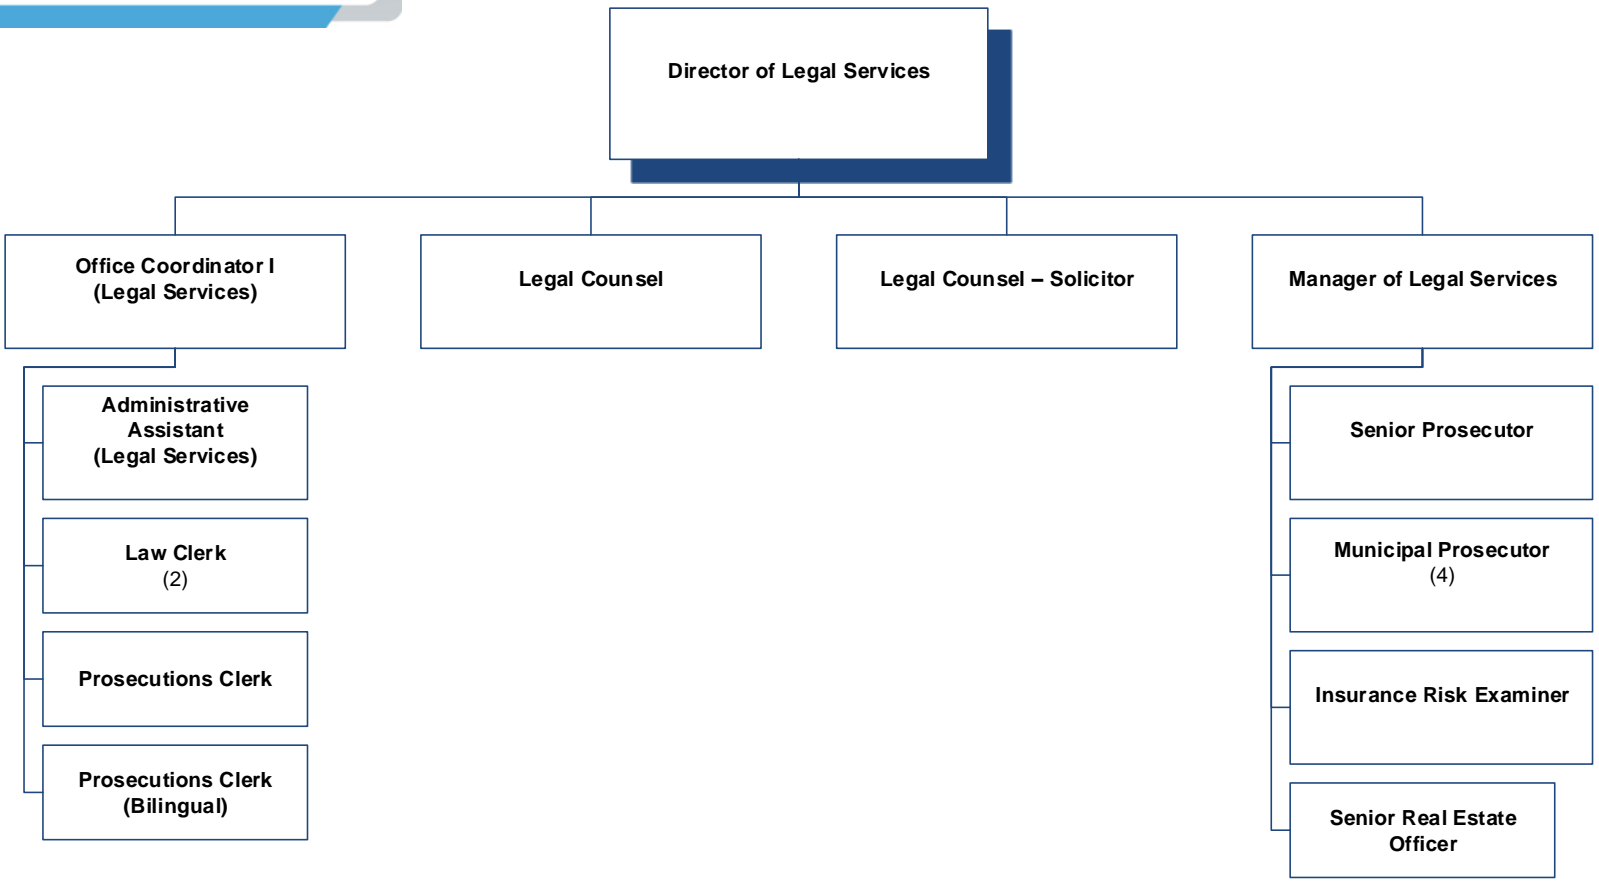 Director of Legal Services
Office Coordinator I
(Legal Services)
Legal Counsel
Legal Counsel – Solicitor
Manager of Legal Services
Administrative
Assistant
(Legal Services)
Law Clerk
(2)
Prosecutions Clerk
Prosecutions Clerk
(Bilingual)
Senior Prosecutor
Municipal Prosecutor
(4)
Insurance Risk Examiner
Senior Real Estate
Officer